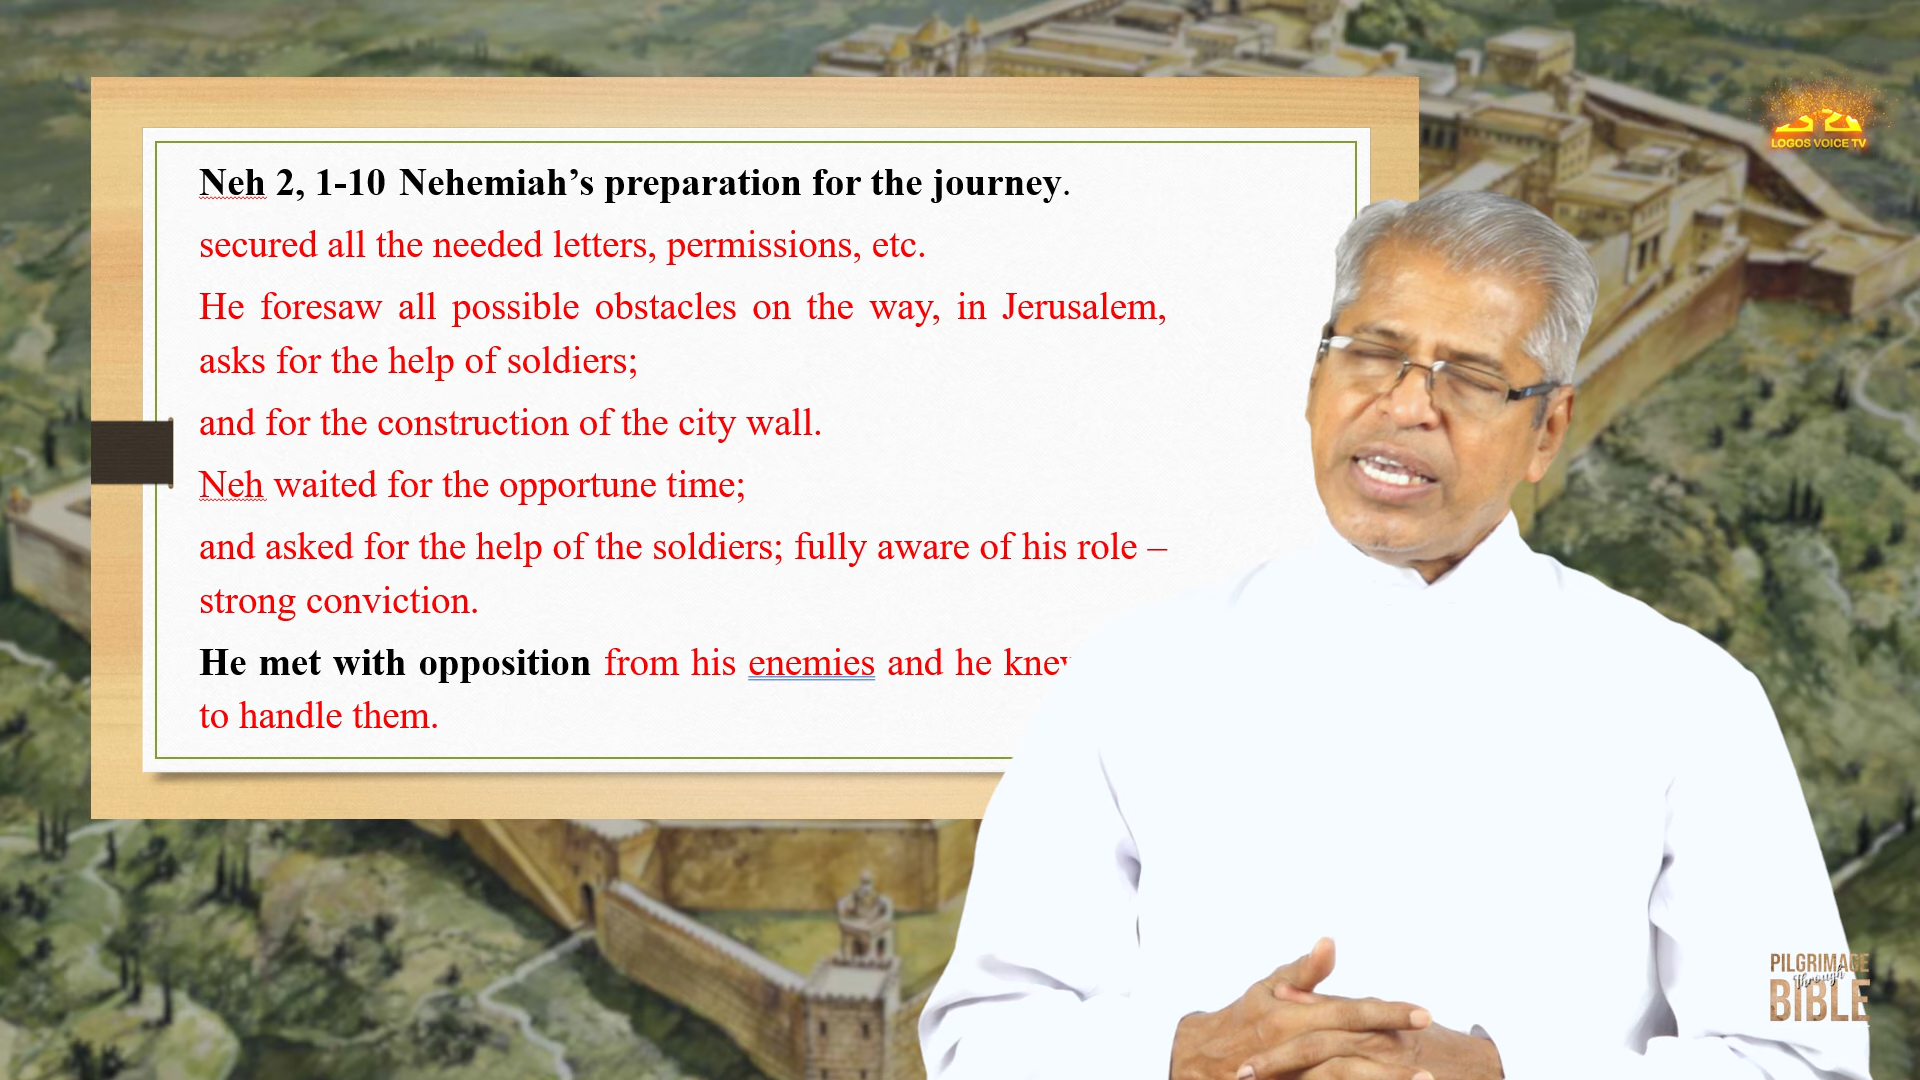 Neh 2, 1-10 Nehemiah’s preparation for the journey.
secured all the needed letters, permissions, etc.
He foresaw all possible obstacles on the way, in Jerusalem,
asks for the help of soldiers;
and for the construction of the city wall.
Neh waited for the opportune time;
and asked for the help of the soldiers; fully aware of his role –
strong conviction.
He met with opposition from his enemies and he
to handle them.
LOGOS VOICE TV
PILGRIMAGE
Through
BIBLE